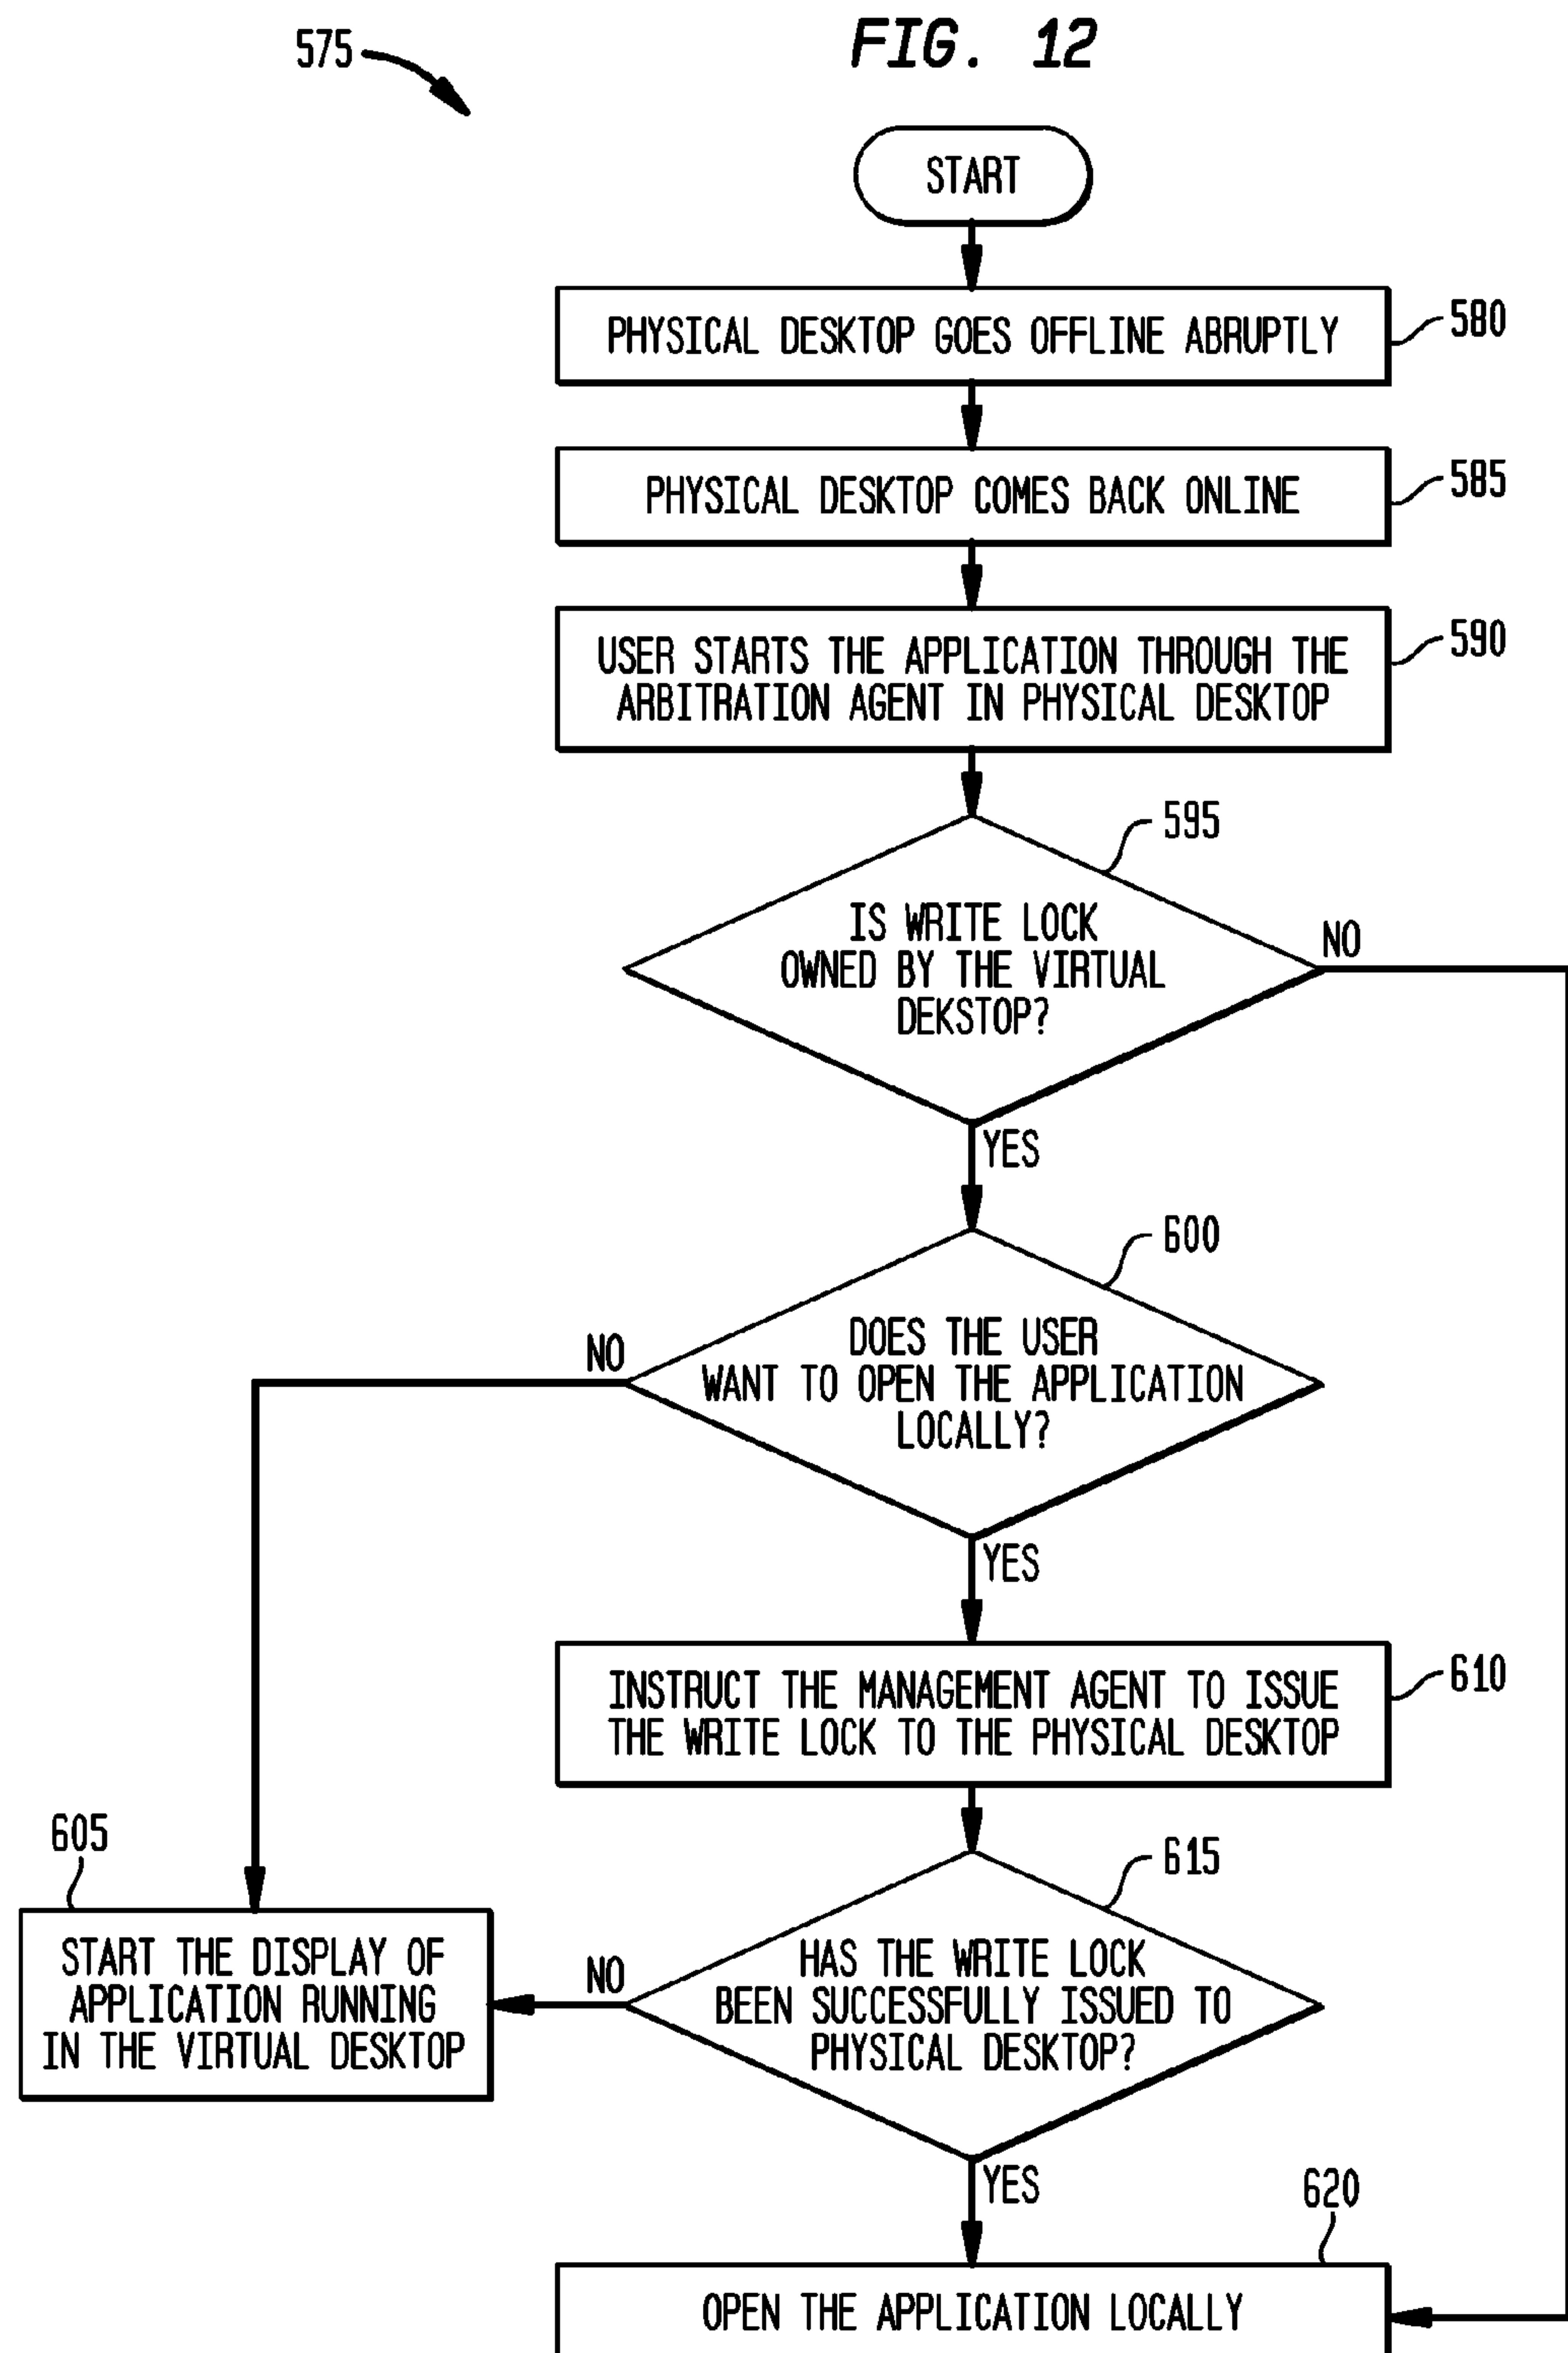 FIG. 12
575
START
PHYSICAL DESKTOP GOES OFFLINE ABRUPTLY
580
PHYSICAL DESKTOP COMES BACK ONLINE
585
USER STARTS THE APPLICATION THROUGH THE
ARBITRATION AGENT IN PHYSICAL DESKTOP
590
595
IS WRITE LOCK
OWNED BY THE VIRTUAL
DEKSTOP?
NO
YES
600
DOES THE USER
WANT TO OPEN THE APPLICATION
LOCALLY?
NO
YES
INSTRUCT THE MANAGEMENT AGENT TO ISSUE
THE WRITE LOCK TO THE PHYSICAL DESKTOP
610
605
START THE DISPLAY OF
APPLICATION RUNNING
IN THE VIRTUAL DESKTOP
615
HAS THE WRITE LOCK
BEEN SUCCESSFULLY ISSUED TO
PHYSICAL DESKTOP?
NO
YES
620
OPEN THE APPLICATION LOCALLY